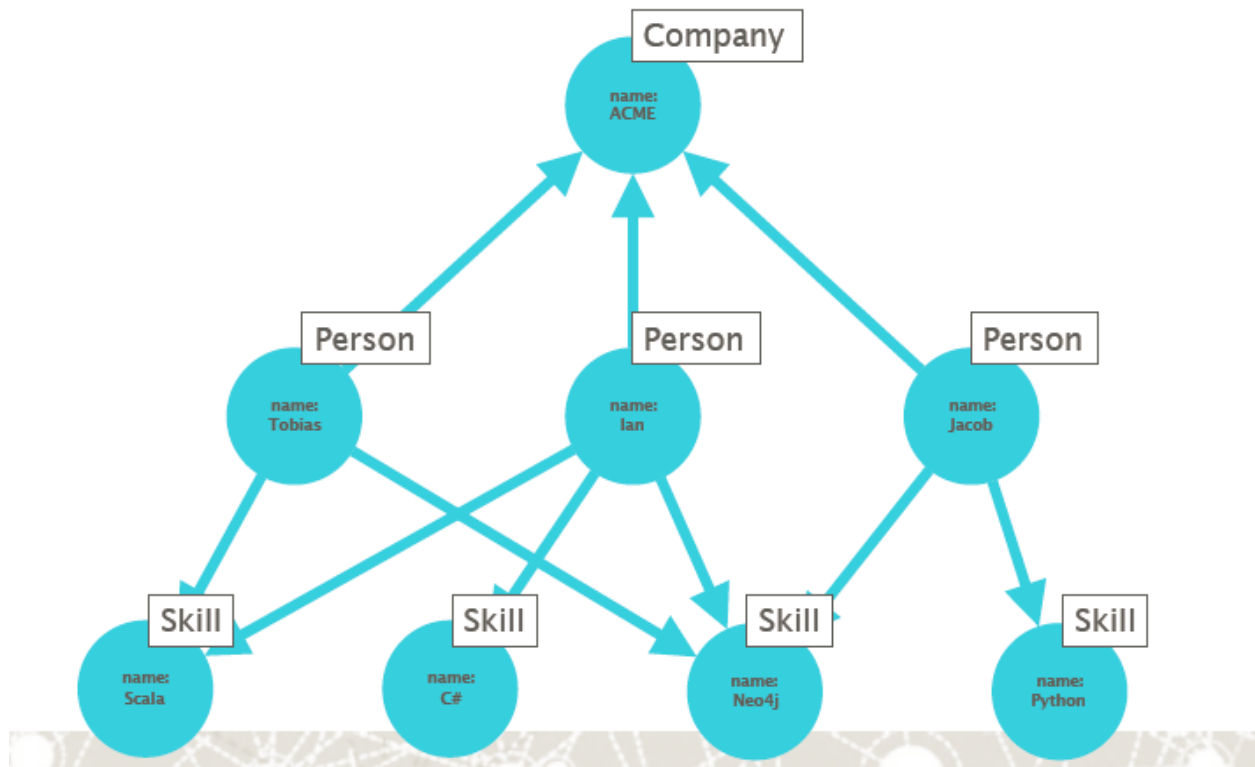 Company
name:
ACME
Person
Person
Person
name:
Tobias
name:
Ian
name:
Jacob
Skill
Skill
Skill
Skill
name:
Scala
name:
C#
name:
Neo4j
name:
Python